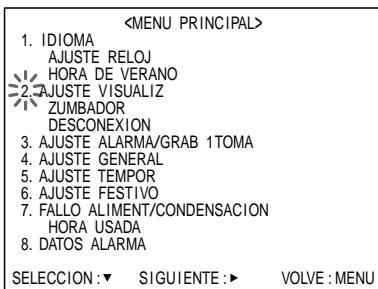 <MENU PRINCIPAL>
1. IDIOMA
AJUSTE RELOJ
HORA DE VERANO
2. AJUSTE VISUALIZ
ZUMBADOR
DESCONEXION
3. AJUSTE ALARMA/GRAB 1TOMA
4. AJUSTE GENERAL
5. AJUSTE TEMPOR
6. AJUSTE FESTIVO
7. FALLO ALIMENT/CONDENSACION
HORA USADA
8. DATOS ALARMA
SELECCION :▼ SIGUIENTE :► VOLVE : MENU